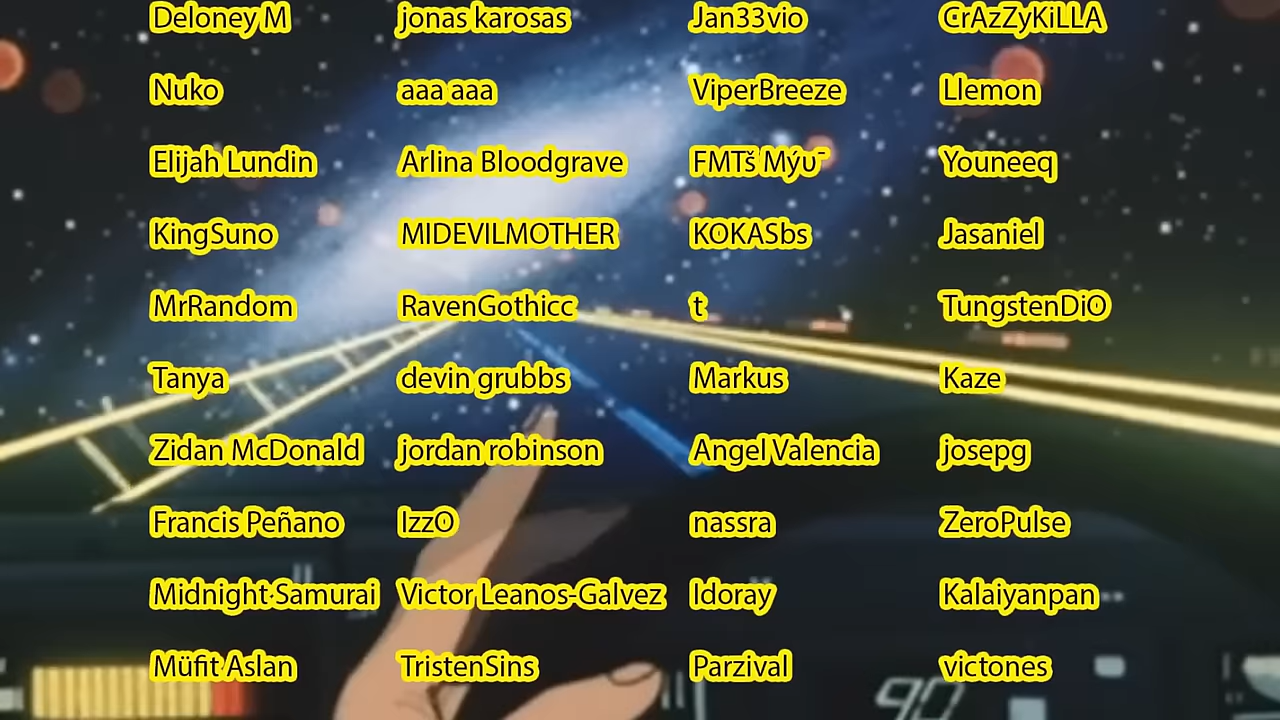 Deloney M jonas karosas Jan33vio CrAzZyKiLLA
Nuko aaa aaa ViperBreeze Llemon
Elijah Lundin Arlina Bloodgrave FMTš Mýʋ¯ Youneeq
KingSuno MIDEVILMOTHER KOKASbs Jasaniel
MrRandom RavenGothicc t TungstenDiO
Tanya devin grubbs Markus Kaze
Zidan McDonald jordan robinson Angel Valencia josepg
Francis Peñano IzzO nassra ZeroPulse
Midnight Samurai Victor Leanos-Galvez Idoray Kalaiyanpan
Müfit Aslan TristenSins Parzival victones
90